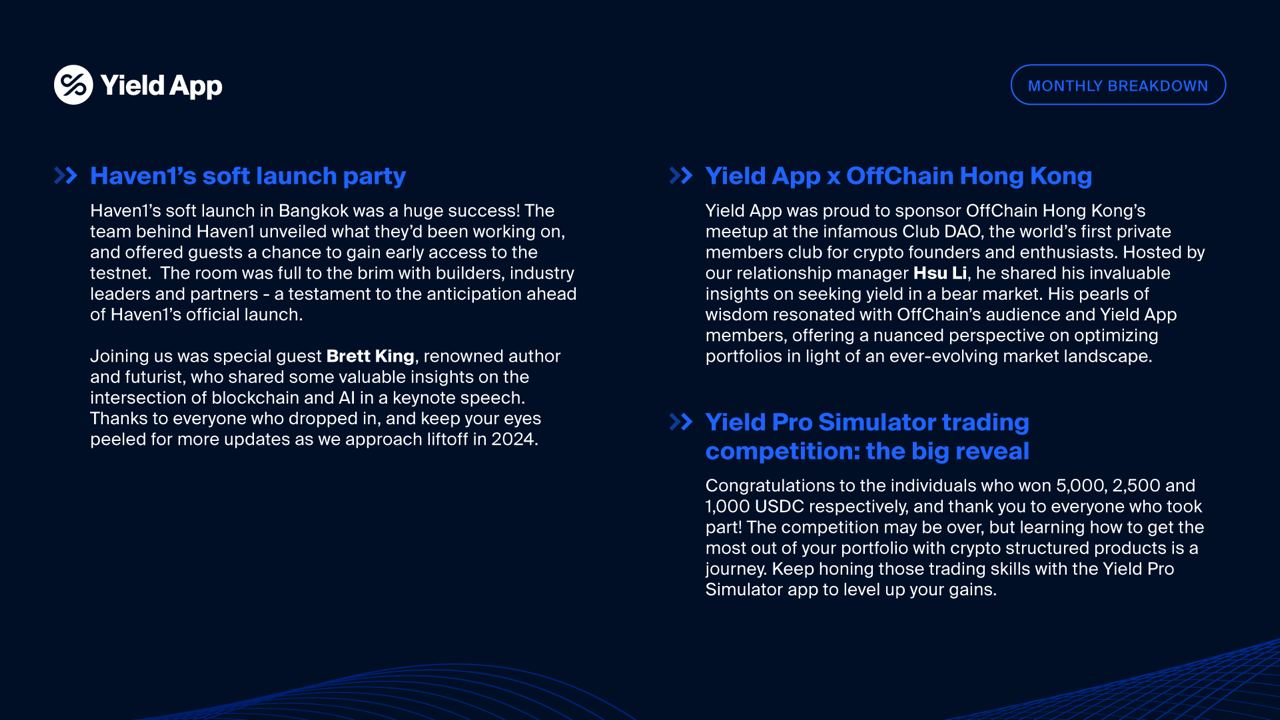 Yield App
MONTHLY BREAKDOWN
Haven1’s soft launch party
Haven1’s soft launch in Bangkok was a huge success! The
team behind Haven1 unveiled what they’d been working on,
and offered guests a chance to gain early access to the
testnet.  The room was full to the brim with builders, industry
leaders and partners - a testament to the anticipation ahead
of Haven1’s official launch.
Joining us was special guest Brett King, renowned author
and futurist, who shared some valuable insights on the
intersection of blockchain and AI in a keynote speech.
Thanks to everyone who dropped in, and keep your eyes
peeled for more updates as we approach liftoff in 2024.
Yield App x OffChain Hong Kong
Yield App was proud to sponsor OffChain Hong Kong’s
meetup at the infamous Club DAO, the world’s first private
members club for crypto founders and enthusiasts. Hosted by
our relationship manager Hsu Li, he shared his invaluable
insights on seeking yield in a bear market. His pearls of
wisdom resonated with OffChain’s audience and Yield App
members, offering a nuanced perspective on optimizing
portfolios in light of an ever-evolving market landscape.
Yield Pro Simulator trading
competition: the big reveal
Congratulations to the individuals who won 5,000, 2,500 and
1,000 USDC respectively, and thank you to everyone who took
part! The competition may be over, but learning how to get the
most out of your portfolio with crypto structured products is a
journey. Keep honing those trading skills with the Yield Pro
Simulator app to level up your gains.